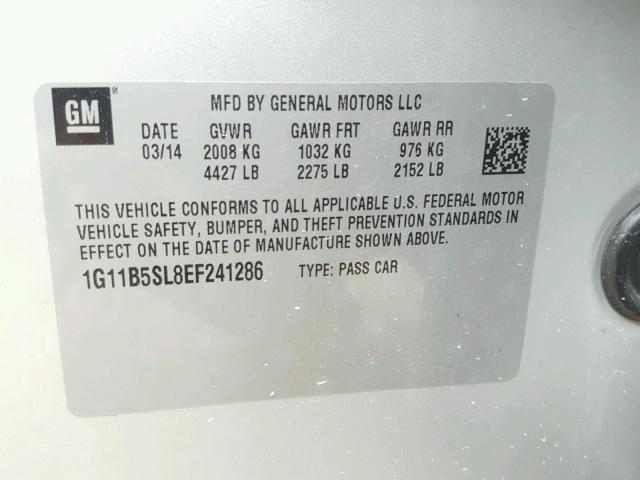 GM®
MFD BY GENERAL MOTORS LLC
DATE GVWR GAWR FRT GAWR RR
03/14 2008 KG 1032 KG 976 KG
4427 LB 2275 LB 2152 LB
THIS VEHICLE CONFORMS TO ALL APPLICABLE U.S. FEDERAL MOTOR
VEHICLE SAFETY, BUMPER, AND THEFT PREVENTION STANDARDS IN
EFFECT ON THE DATE OF MANUFACTURE SHOWN ABOVE.
1G11B5SL8EF241286 TYPE: PASS CAR